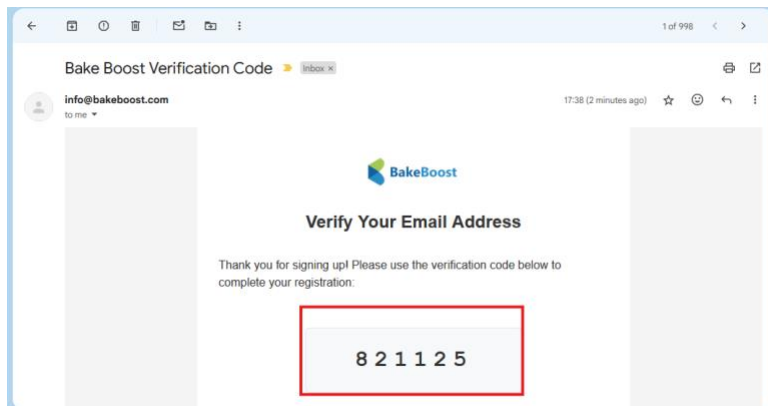 1 of 998
Bake Boost Verification Code Inbox ×
info@bakeboost.com 17:38 (2 minutes ago)
to me
BakeBoost
Verify Your Email Address
Thank you for signing up! Please use the verification code below to
complete your registration:
821125